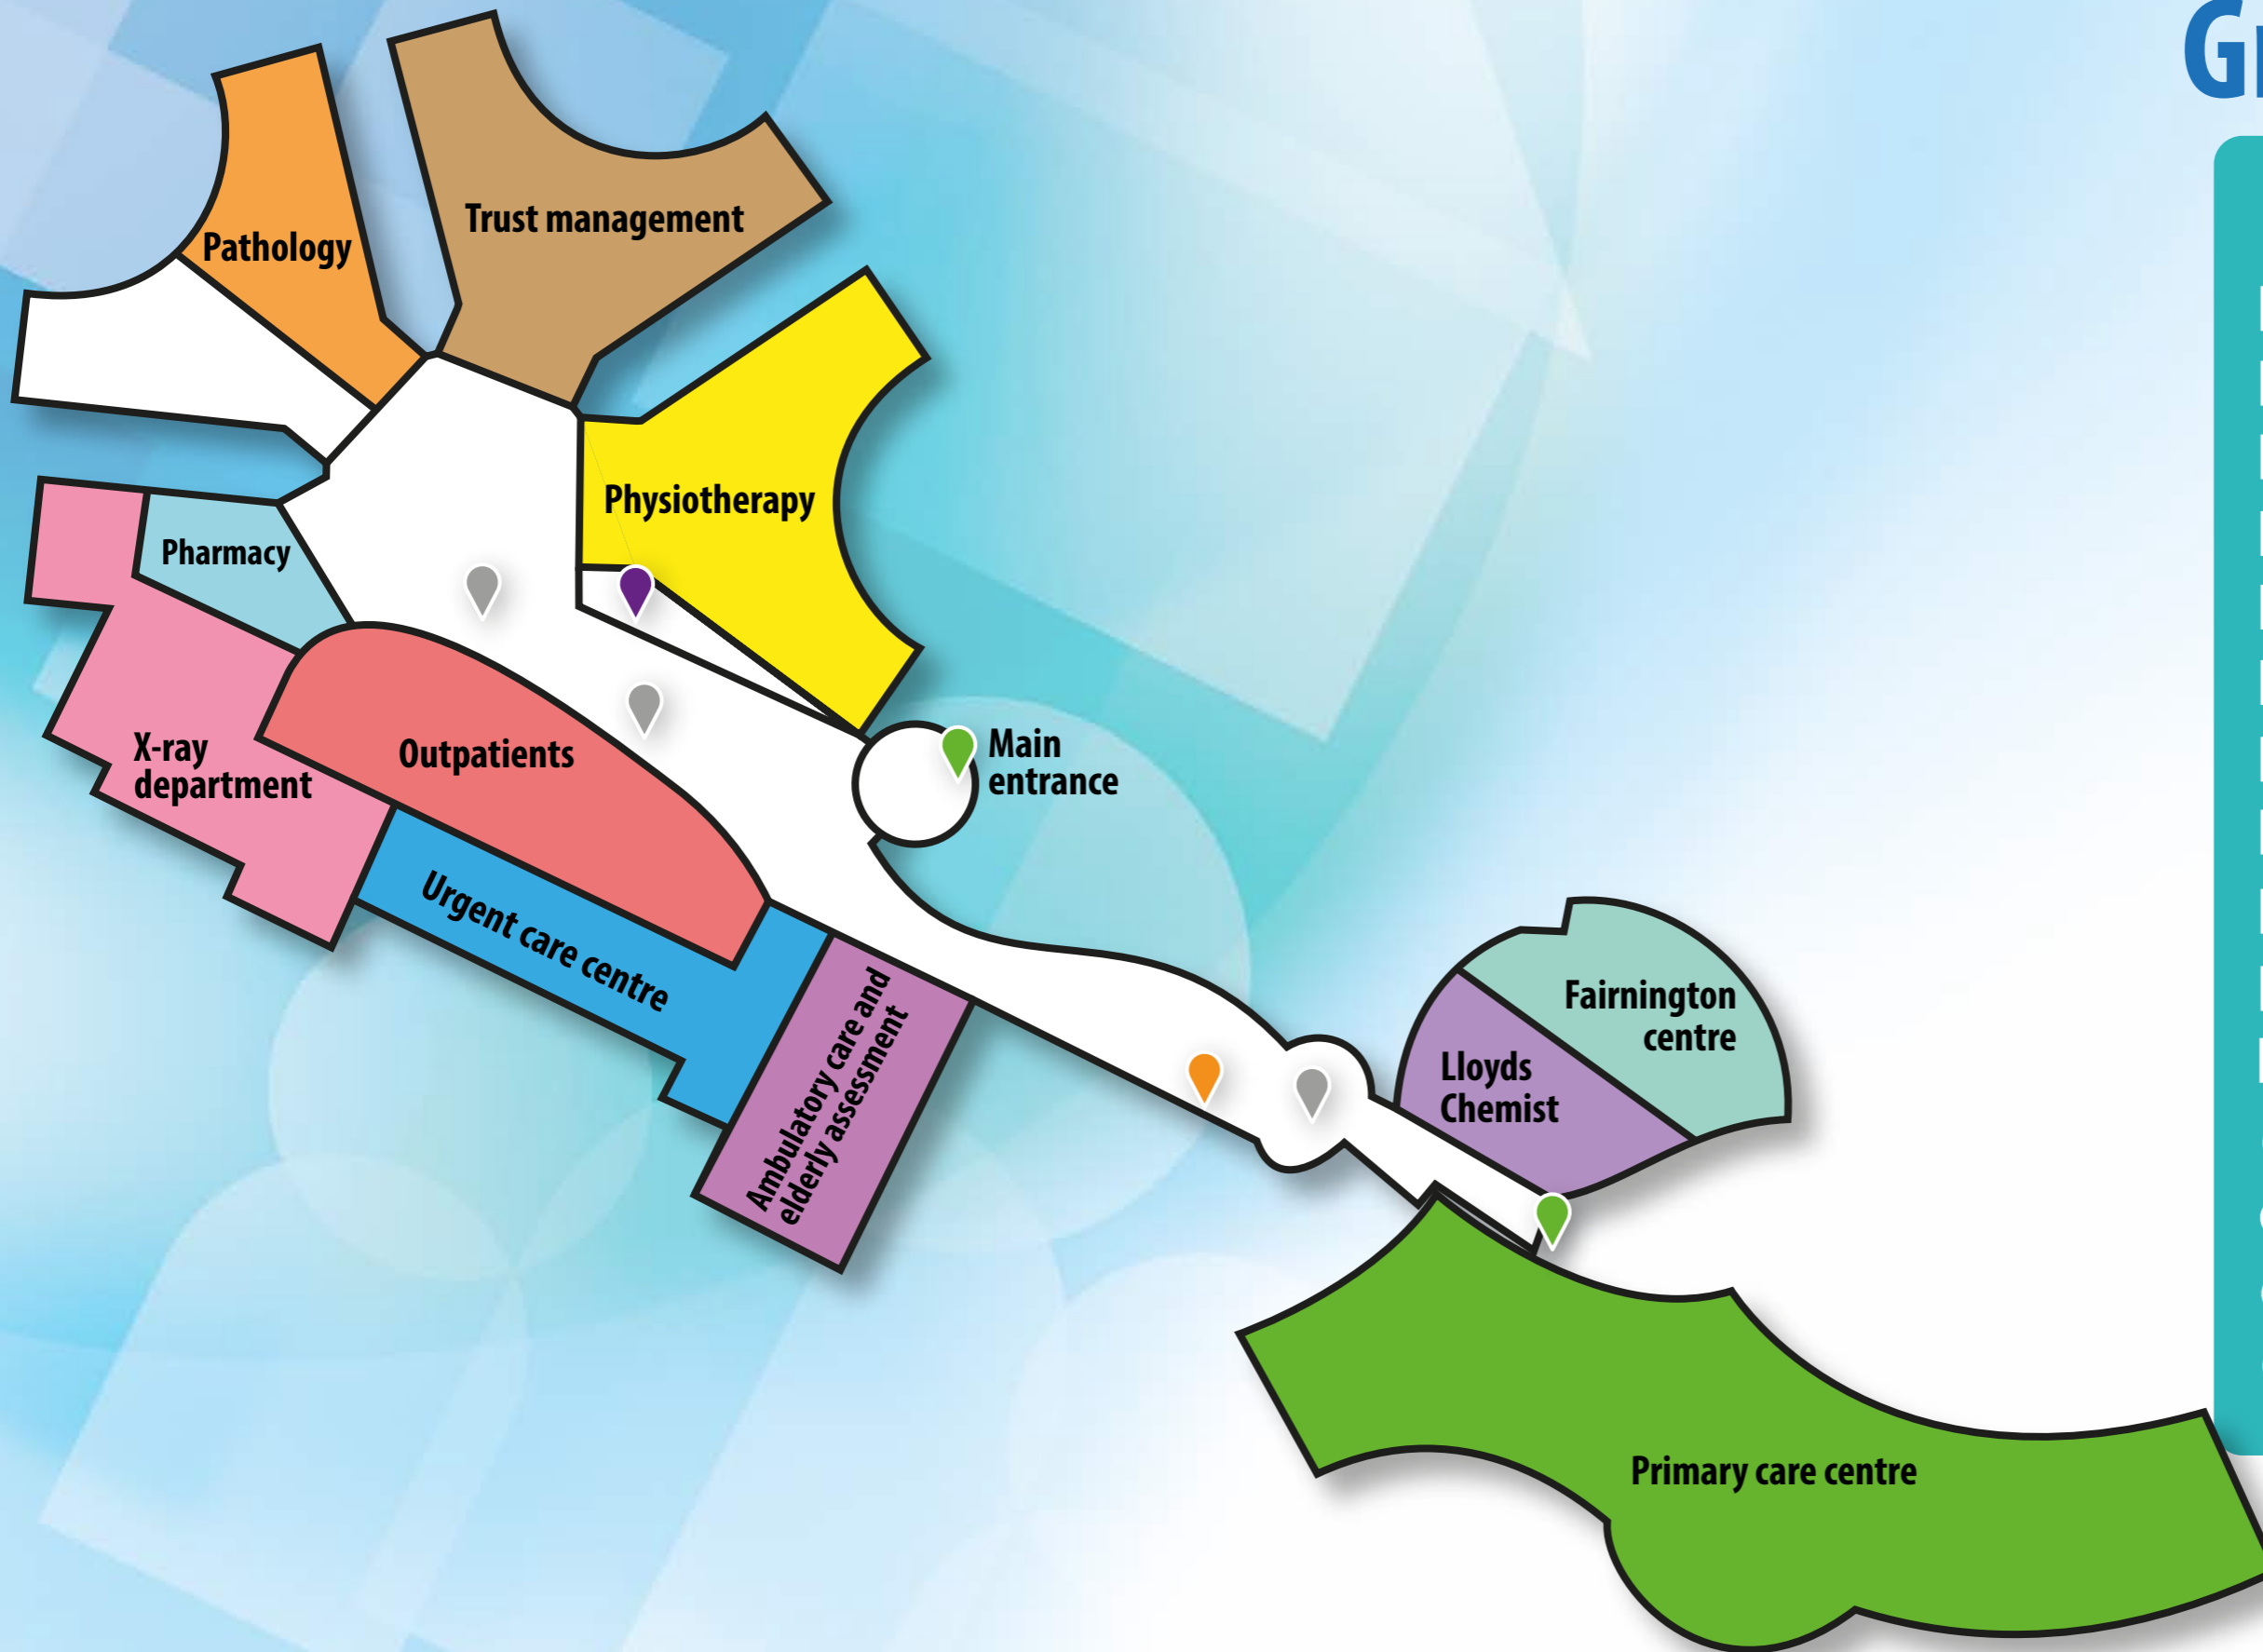 Trust management
Pathology
Physiotherapy
Pharmacy
X-ray
department
Outpatients
Main
entrance
Urgent care centre
Ambulatory care and
elderly assessment
Fairnington
centre
Lloyds
Chemist
Primary care centre